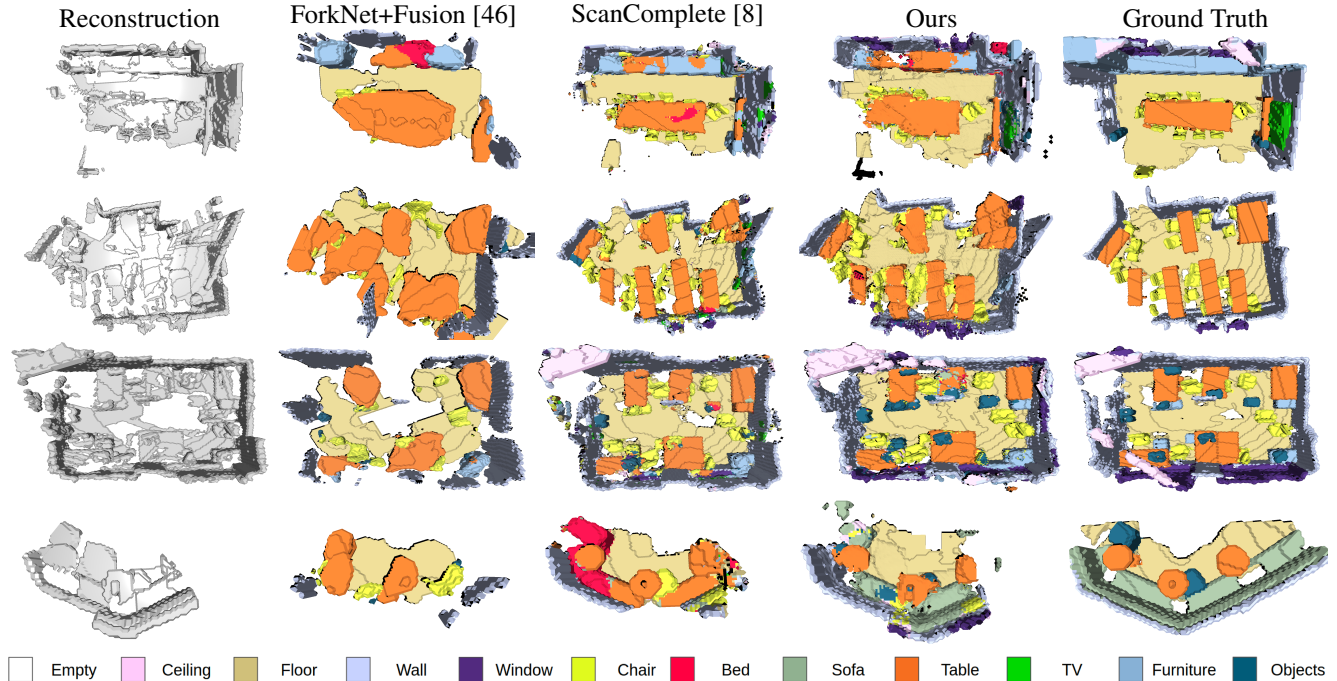 Reconstruction ForkNet+Fusion [46] ScanComplete [8] Ours Ground Truth
Empty Ceiling Floor Wall Window Chair Bed Sofa Table TV Furniture Objects